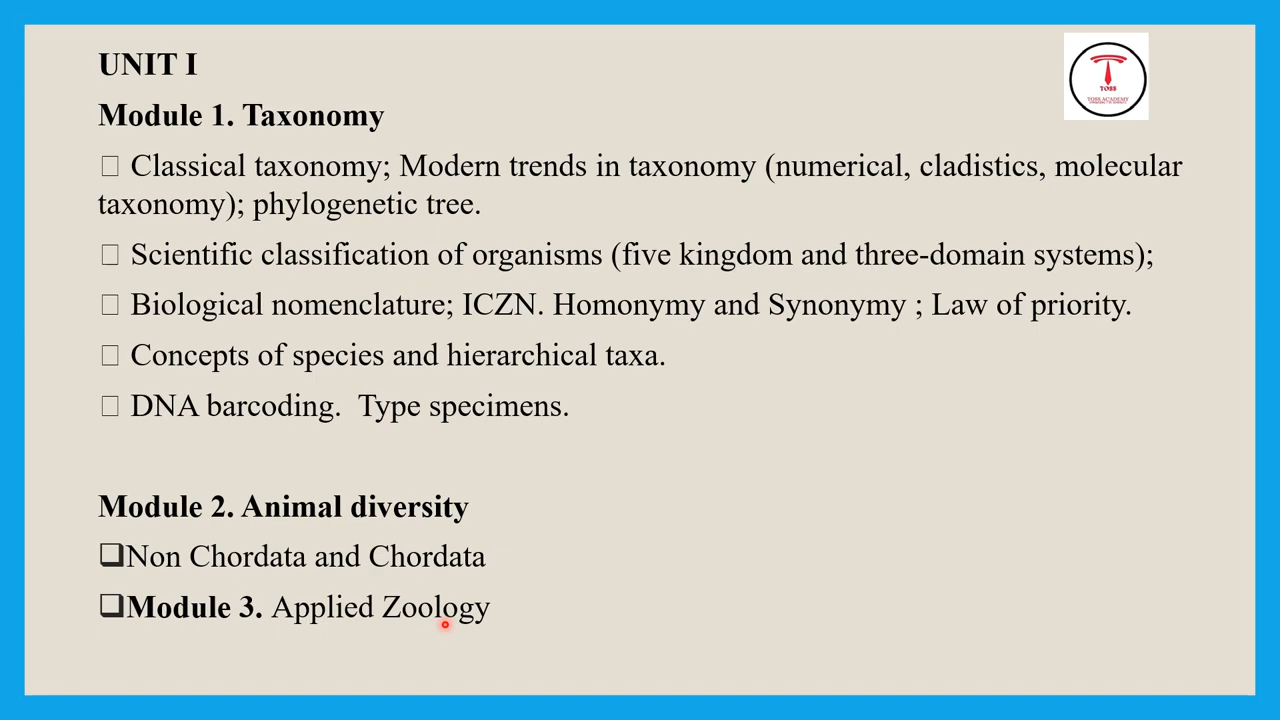 UNIT I
Module 1. Taxonomy
□ Classical taxonomy; Modern trends in taxonomy (numerical, cladistics, molecular
taxonomy); phylogenetic tree.
□ Scientific classification of organisms (five kingdom and three-domain systems);
□ Biological nomenclature; ICZN. Homonymy and Synonymy ; Law of priority.
□ Concepts of species and hierarchical taxa.
□ DNA barcoding.  Type specimens.
Module 2. Animal diversity
❑Non Chordata and Chordata
❑Module 3. Applied Zoology
TOSS
TOSS ACADEMY